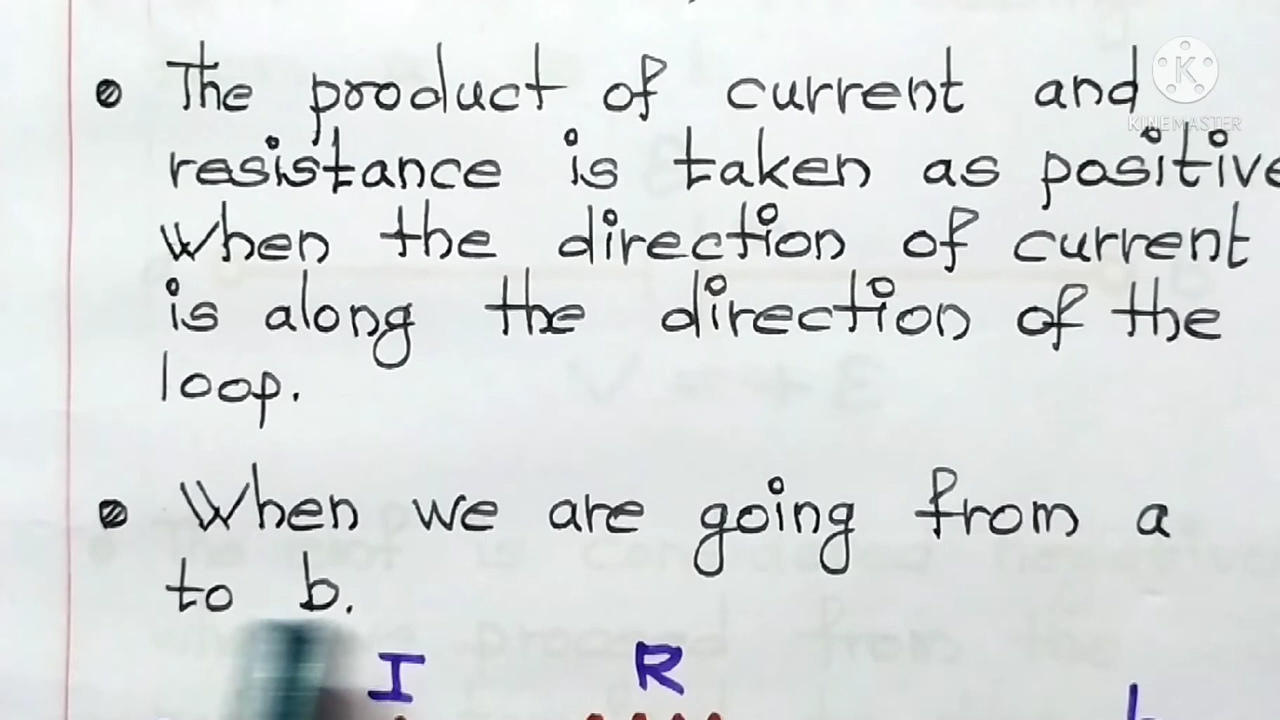 The product of current and
resistance is taken as positive
when the direction of current
is along the direction of the
loop.
When we are going from a
to b.
I R
b
K
KINEMASTER